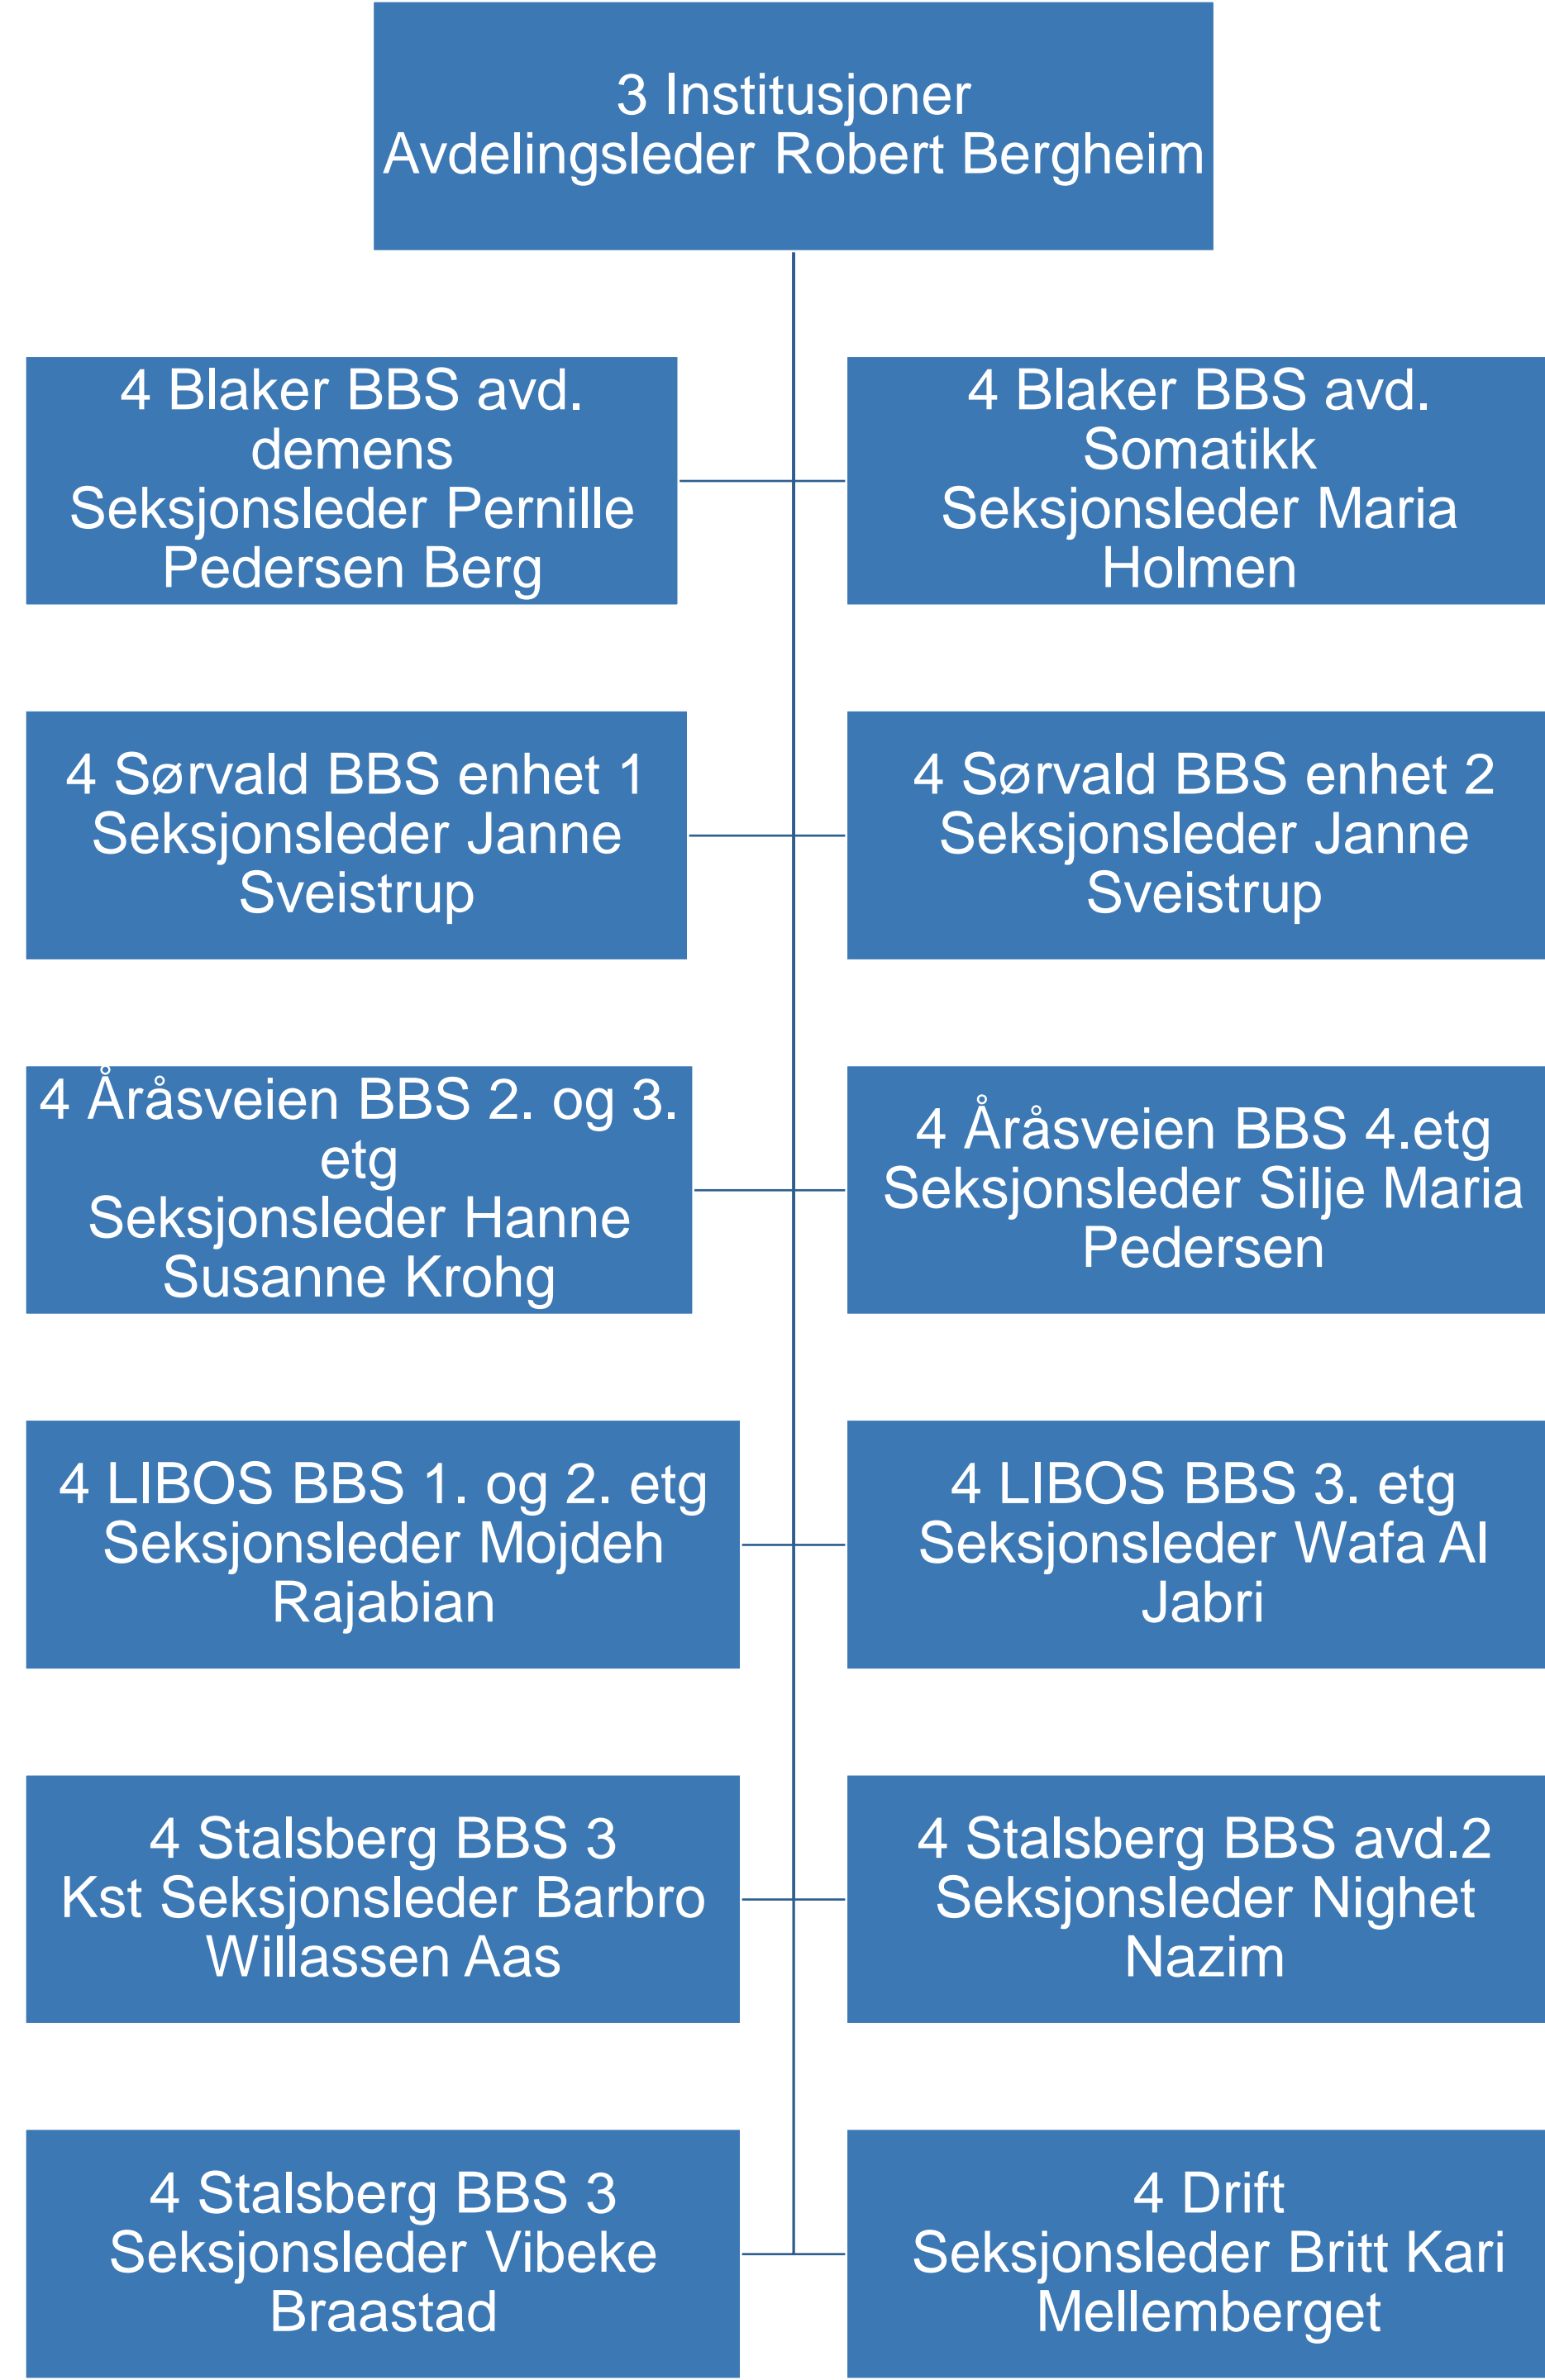 3 Institusjoner
Avdelingsleder Robert Bergheim
4 Blaker BBS avd.
demens
Seksjonsleder Pernille
Pedersen Berg
4 Blaker BBS avd.
Somatikk
Seksjonsleder Maria
Holmen
4 Sørvald BBS enhet 1
Seksjonsleder Janne
Sveistrup
4 Sørvald BBS enhet 2
Seksjonsleder Janne
Sveistrup
4 Åråsveien BBS 2. og 3.
etg
Seksjonsleder Hanne
Susanne Krohg
4 Åråsveien BBS 4.etg
Seksjonsleder Silje Maria
Pedersen
4 LIBOS BBS 1. og 2. etg
Seksjonsleder Mojdeh
Rajabian
4 LIBOS BBS 3. etg
Seksjonsleder Wafa Al
Jabri
4 Stalsberg BBS 3
Kst Seksjonsleder Barbro
Willassen Aas
4 Stalsberg BBS avd.2
Seksjonsleder Nighet
Nazim
4 Stalsberg BBS 3
Seksjonsleder Vibeke
Braastad
4 Drift
Seksjonsleder Britt Kari
Mellemberget